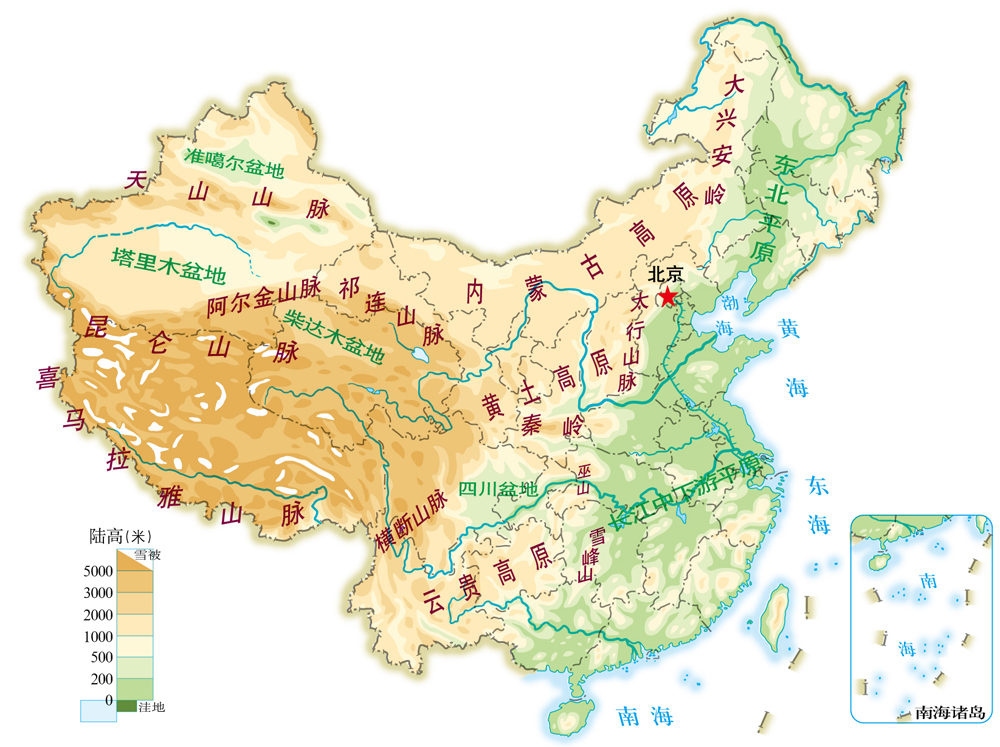 大兴安岭
东北平原
准噶尔盆地
天山山脉
内蒙古高原
塔里木盆地
北京
阿尔金山脉
祁连山脉
太行山脉
渤海
黄海
昆仑山脉
柴达木盆地
黄土高原
喜马拉雅山脉
秦岭
巫山
四川盆地
长江中下游平原
东海
横断山脉
雪峰山
云贵高原
陆高(米)
雪被
5000
3000
2000
1000
500
200
0
洼地
南海
南海
南海诸岛